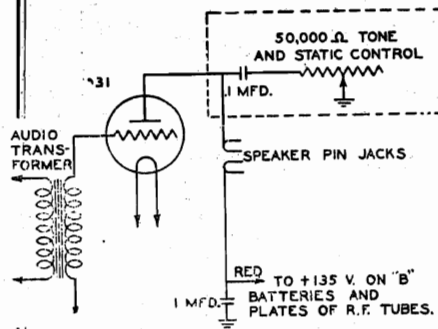 50,000 Ω TONE
AND STATIC CONTROL
.1 MFD.
AUDIO
TRANS-
FORMER
SPEAKER PIN JACKS
RED
TO +135 V. ON "B"
BATTERIES AND
PLATES OF R.F. TUBES.
1 MFD.